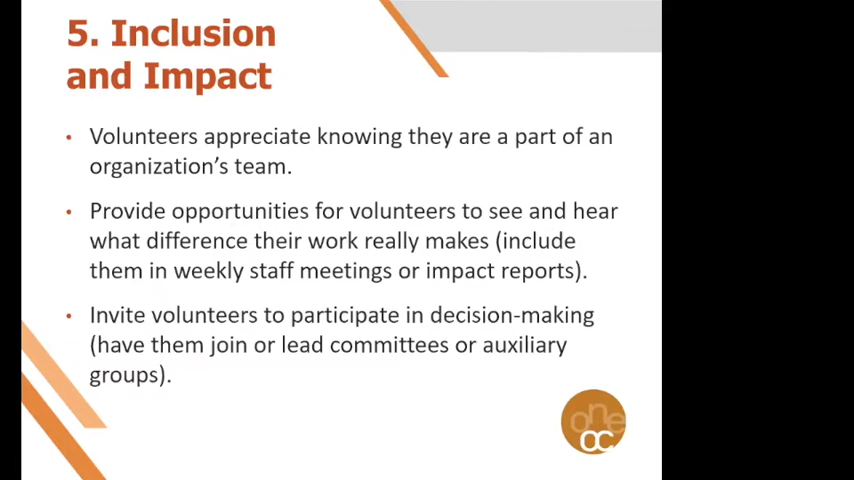 5. Inclusion
and Impact
• Volunteers appreciate knowing they are a part of an
organization’s team.
• Provide opportunities for volunteers to see and hear
what difference their work really makes (include
them in weekly staff meetings or impact reports).
• Invite volunteers to participate in decision-making
(have them join or lead committees or auxiliary
groups).
one
OC